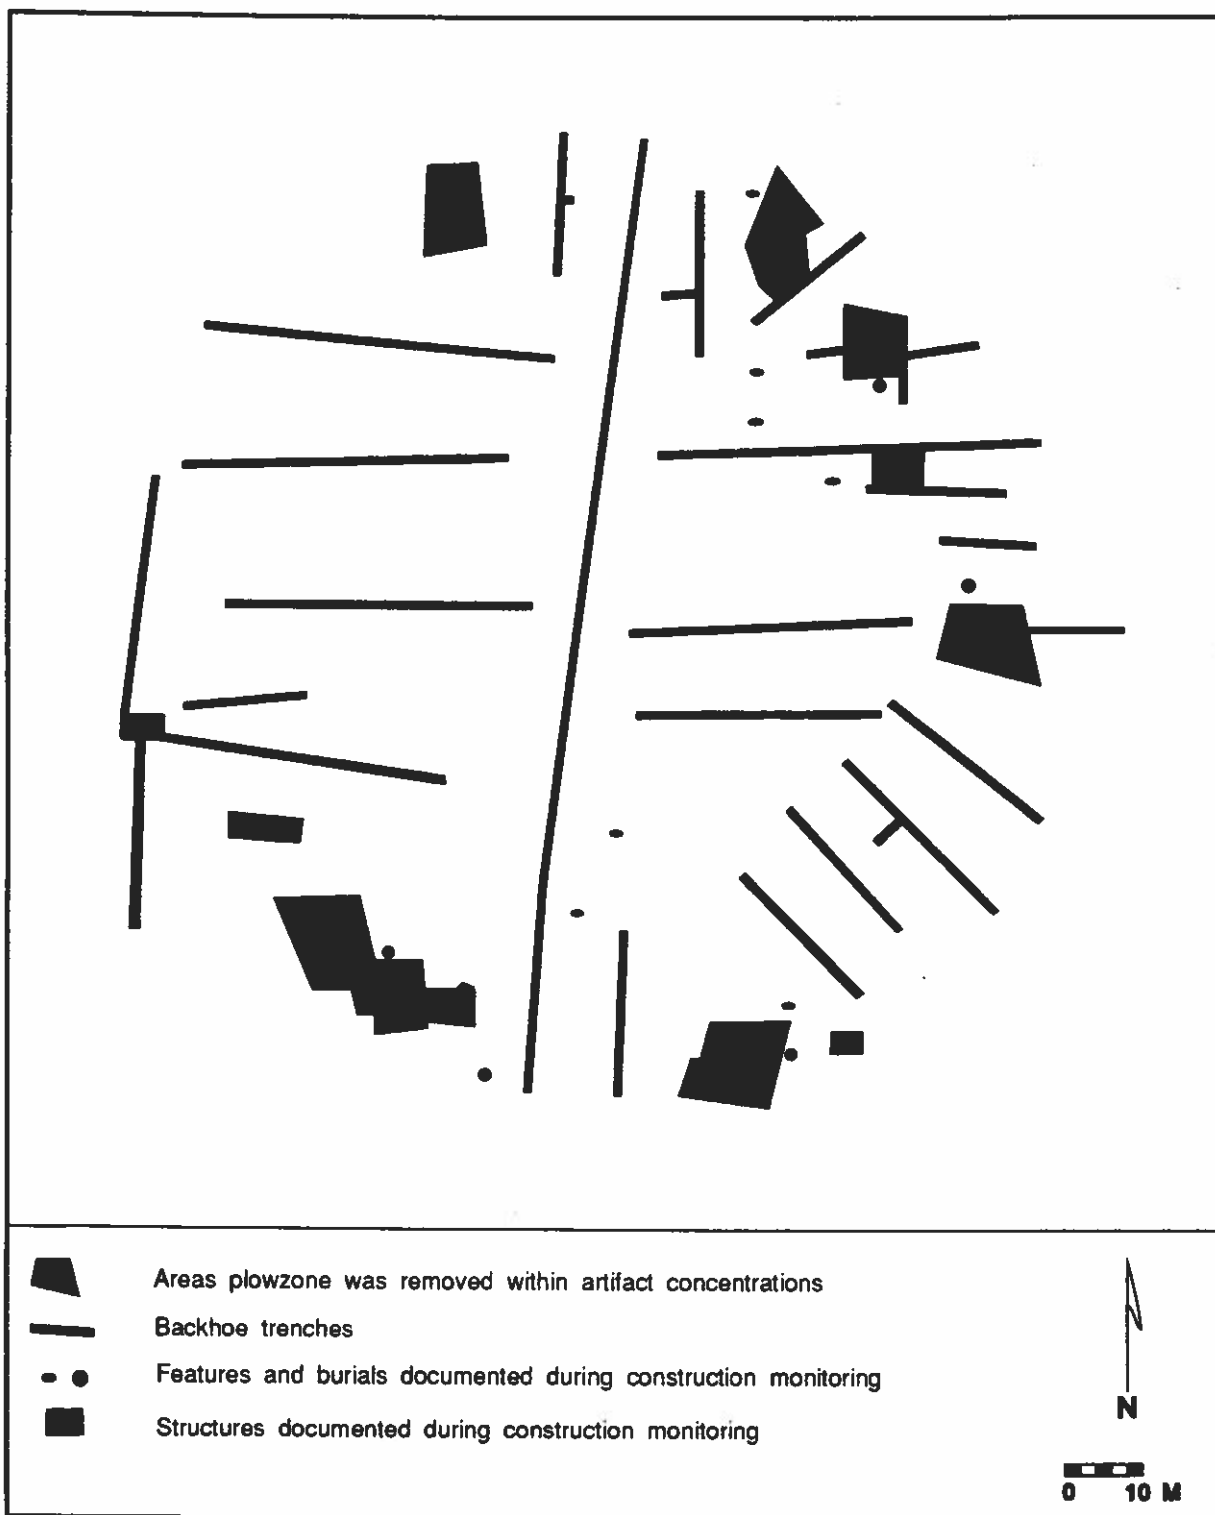 Areas plowzone was removed within artifact concentrations
Backhoe trenches
Features and burials documented during construction monitoring
Structures documented during construction monitoring
N
0 10 M